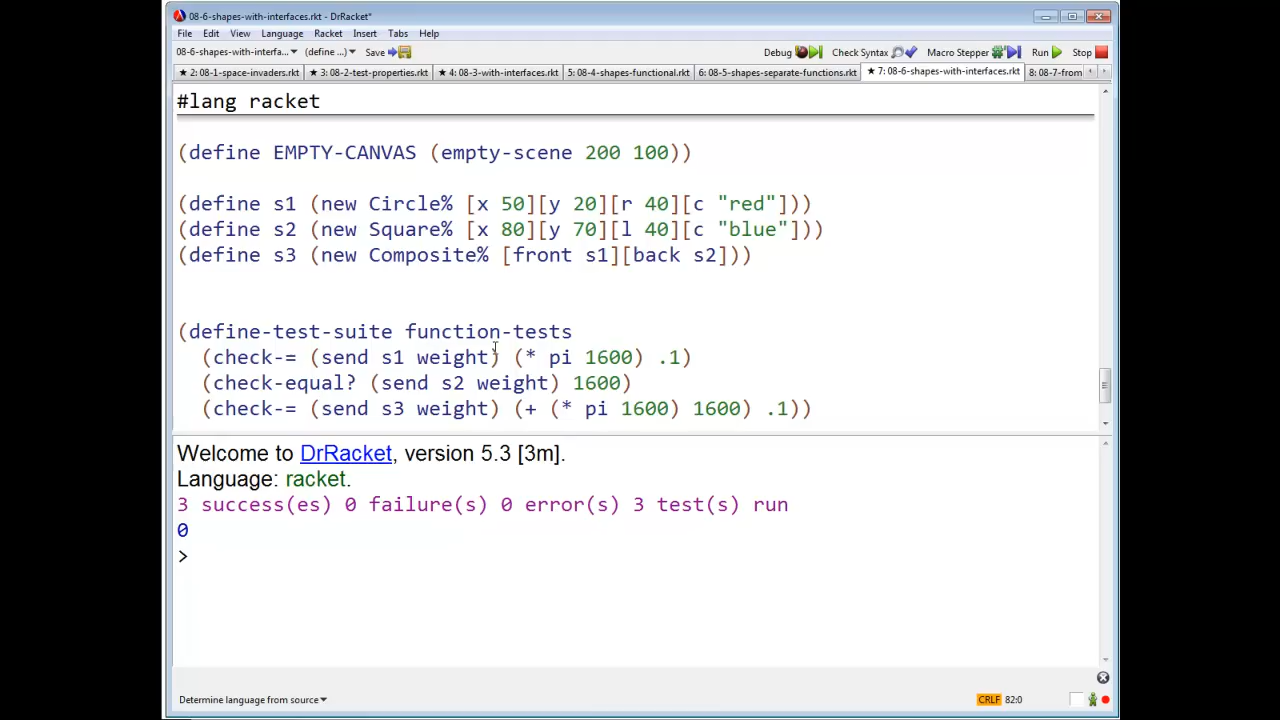 08-6-shapes-with-interfaces.rkt - DrRacket*
File Edit View Language Racket Insert Tabs Help
08-6-shapes-with-interfa... (define ...) Save Debug Check Syntax Macro Stepper Run Stop
★ 2: 08-1-space-invaders.rkt ★ 3: 08-2-test-properties.rkt ★ 4: 08-3-with-interfaces.rkt 5: 08-4-shapes-functional.rkt 6: 08-5-shapes-separate-functions.rkt ★ 7: 08-6-shapes-with-interfaces.rkt 8: 08-7-from
#lang racket
(define EMPTY-CANVAS (empty-scene 200 100))
(define s1 (new Circle% [x 50][y 20][r 40][c "red"]))
(define s2 (new Square% [x 80][y 70][l 40][c "blue"]))
(define s3 (new Composite% [front s1][back s2]))
(define-test-suite function-tests
(check-= (send s1 weight) (* pi 1600) .1)
(check-equal? (send s2 weight) 1600)
(check-= (send s3 weight) (+ (* pi 1600) 1600) .1))
Welcome to DrRacket, version 5.3 [3m].
Language: racket.
3 success(es) 0 failure(s) 0 error(s) 3 test(s) run
0
>
Determine language from source CRLF 82:0